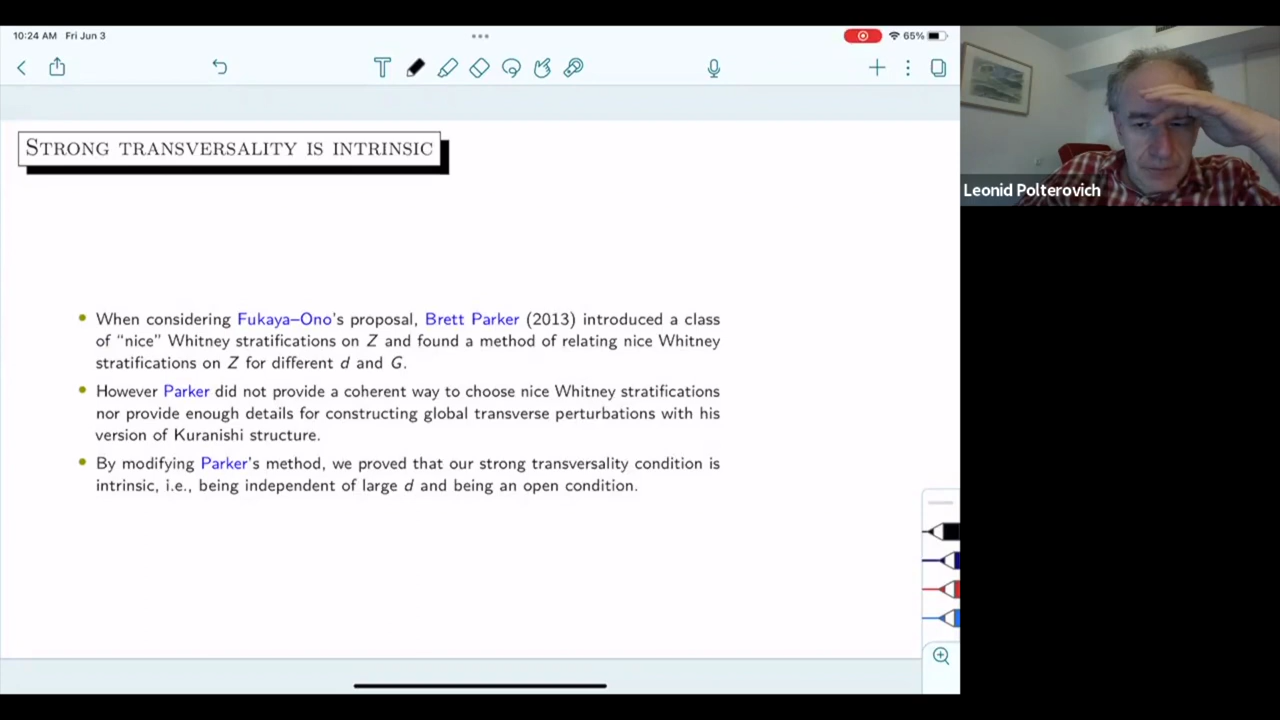 10:24 AM Fri Jun 3
65%
STRONG TRANSVERSALITY IS INTRINSIC
Leonid Polterovich
• When considering Fukaya–Ono's proposal, Brett Parker (2013) introduced a class
of “nice” Whitney stratifications on Z and found a method of relating nice Whitney
stratifications on Z for different d and G.
• However Parker did not provide a coherent way to choose nice Whitney stratifications
nor provide enough details for constructing global transverse perturbations with his
version of Kuranishi structure.
• By modifying Parker's method, we proved that our strong transversality condition is
intrinsic, i.e., being independent of large d and being an open condition.